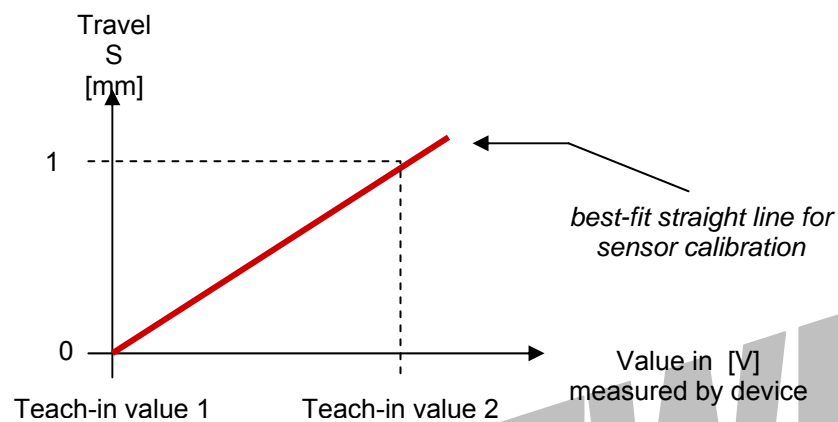 Travel
S
[mm]
1
best-fit straight line for
sensor calibration
0
Value in [V]
measured by device
Teach-in value 1
Teach-in value 2